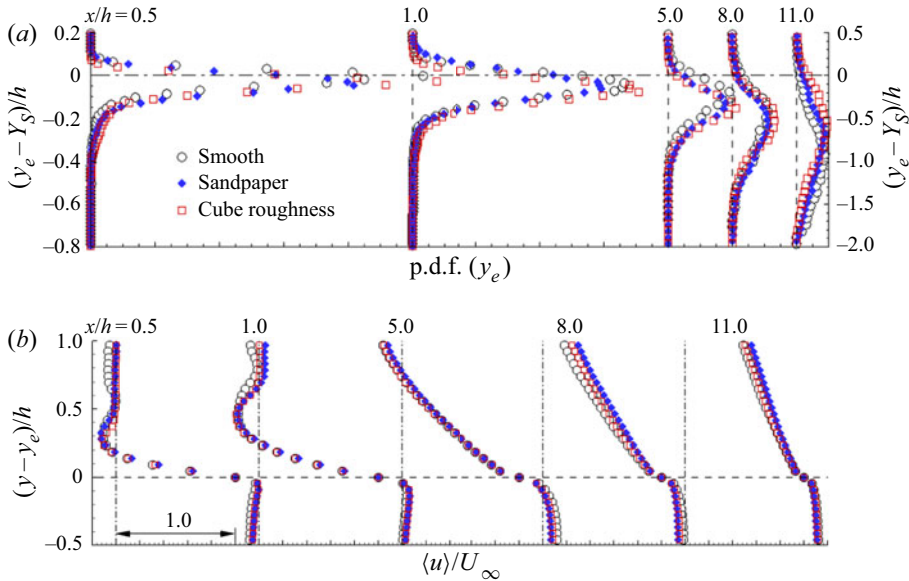 x/h = 0.5 1.0 5.0 8.0 11.0
(a)
0.2 0 −0.2 −0.4 −0.6 −0.8
(y_e − Y_S)/h
Smooth
Sandpaper
Cube roughness
0.5 0 −0.5 −1.0 −1.5 −2.0
(y_e − Y_S)/h
p.d.f. (y_e)
x/h = 0.5 1.0 5.0 8.0 11.0
(b)
1.0 0.5 0 −0.5
(y − y_e)/h
1.0
⟨u⟩/U_∞